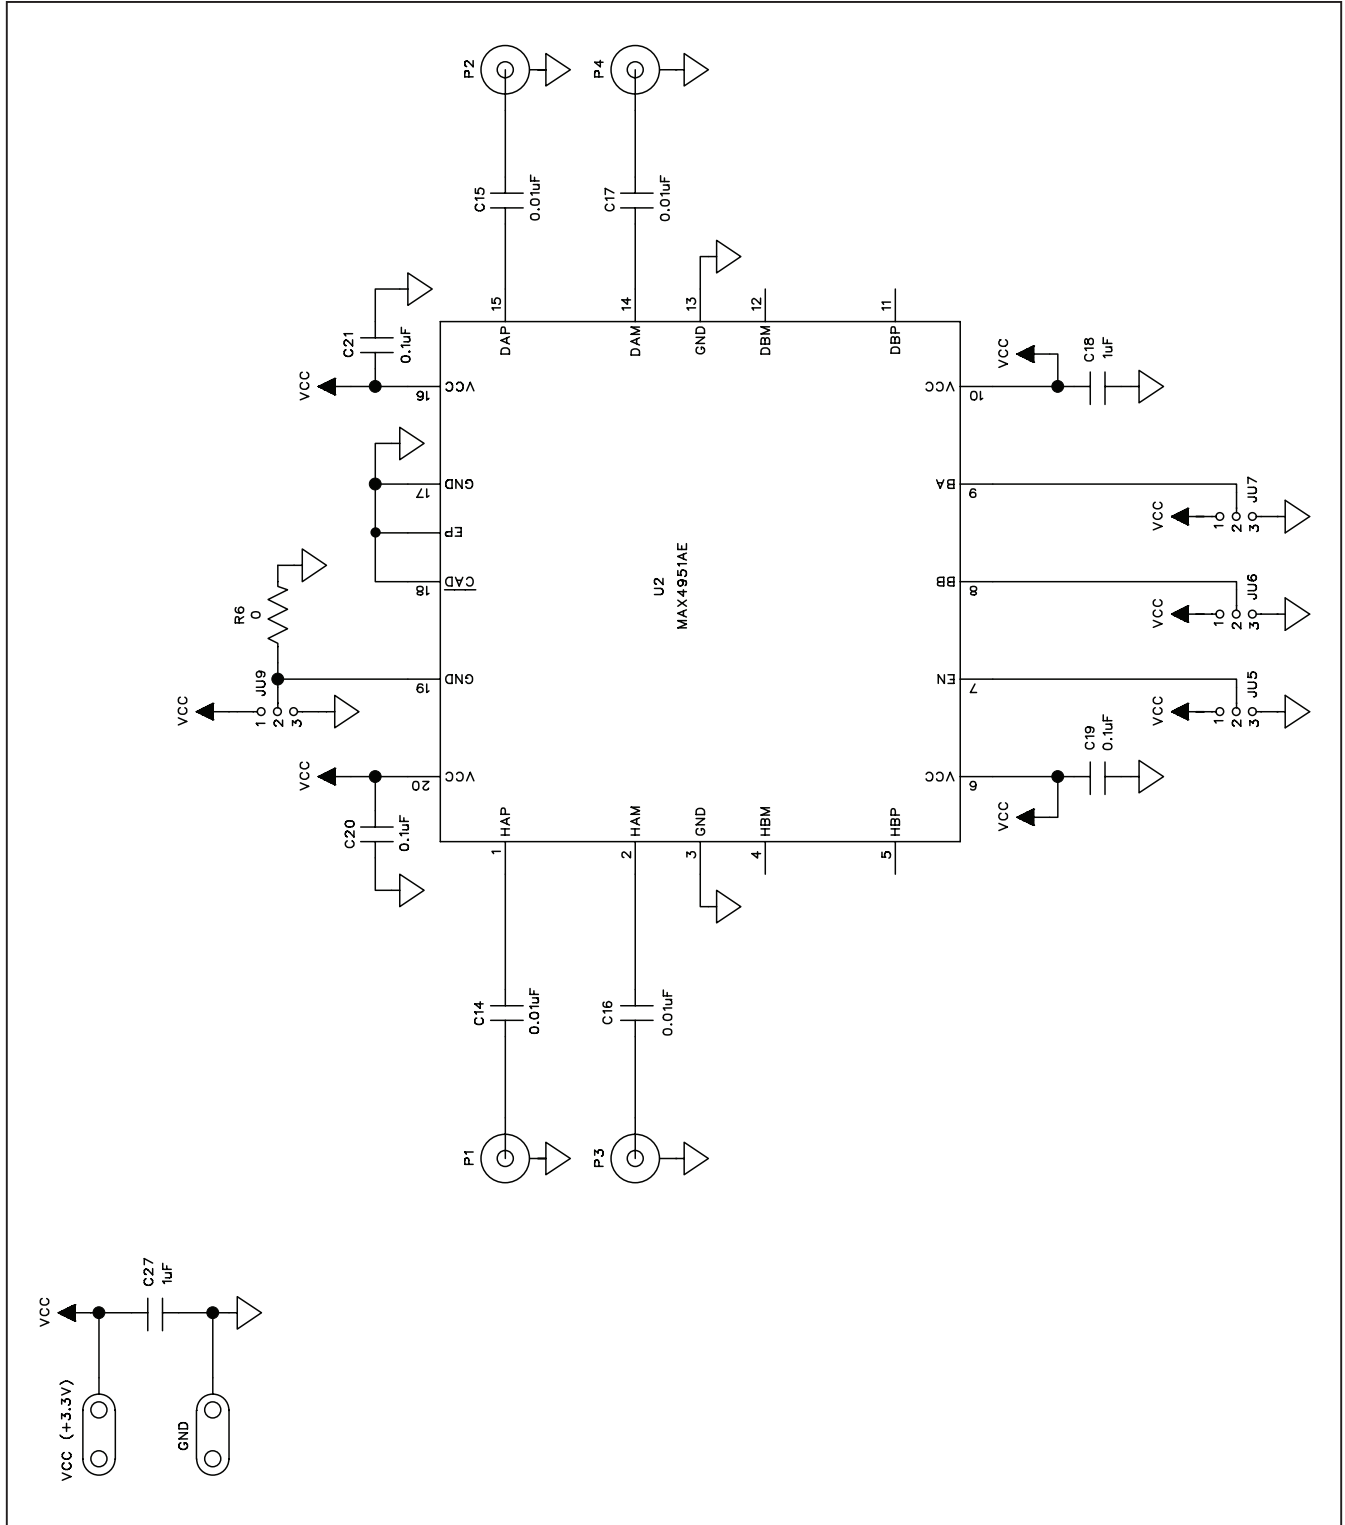 P2
P4
C15
0.01uF
C17
0.01uF
C21
0.1uF
15
14
13
12
11
DAP
DAM
GND
DBM
DBP
VCC
16
VCC
GND
17
EP
CAD
18
R6
0
JU9
VCC
1
2
3
GND
19
VCC
20
VCC
C20
0.1uF
U2
MAX4951AE
VCC
10
VCC
C18
1uF
BA
9
VCC
1
2
3
JU7
BB
8
VCC
1
2
3
JU6
EN
7
VCC
1
2
3
JU5
VCC
6
VCC
C19
0.1uF
HAP
HAM
GND
HBM
HBP
1
2
3
4
5
C14
0.01uF
C16
0.01uF
P1
P3
VCC
C27
1uF
VCC (+3.3V)
GND